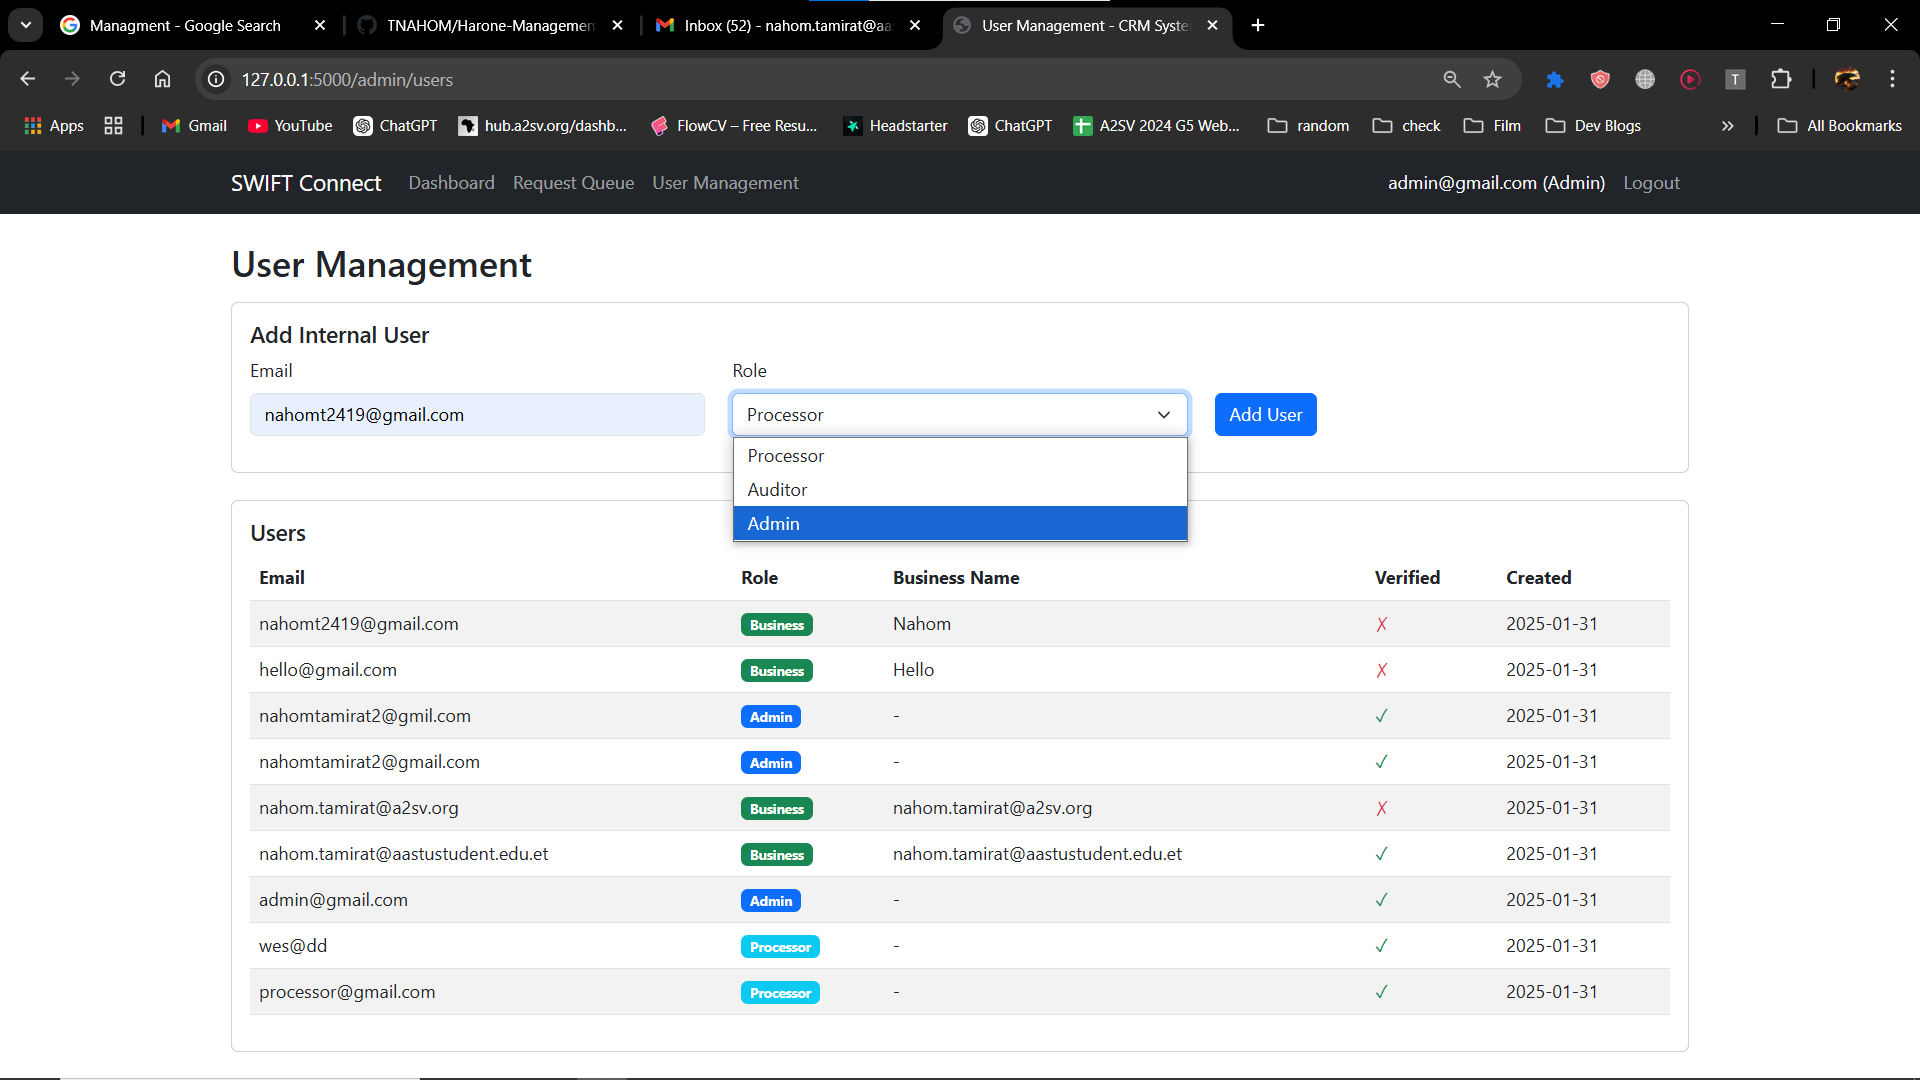 Managment - Google Search
TNAHOM/Harone-Managemen
Inbox (52) - nahom.tamirat@aa
User Management - CRM Syste
127.0.0.1:5000/admin/users
T
Apps
Gmail
YouTube
ChatGPT
hub.a2sv.org/dashb...
FlowCV – Free Resu...
Headstarter
ChatGPT
A2SV 2024 G5 Web...
random
check
Film
Dev Blogs
All Bookmarks
SWIFT Connect Dashboard Request Queue User Management admin@gmail.com (Admin) Logout
User Management
Add Internal User
Email Role
nahomt2419@gmail.com Processor Add User
Processor
Auditor
Admin
Users
Email Role Business Name Verified Created
nahomt2419@gmail.com Business Nahom ✗ 2025-01-31
hello@gmail.com Business Hello ✗ 2025-01-31
nahomtamirat2@gmil.com Admin - ✓ 2025-01-31
nahomtamirat2@gmail.com Admin - ✓ 2025-01-31
nahom.tamirat@a2sv.org Business nahom.tamirat@a2sv.org ✗ 2025-01-31
nahom.tamirat@aastustudent.edu.et Business nahom.tamirat@aastustudent.edu.et ✓ 2025-01-31
admin@gmail.com Admin - ✓ 2025-01-31
wes@dd Processor - ✓ 2025-01-31
processor@gmail.com Processor - ✓ 2025-01-31